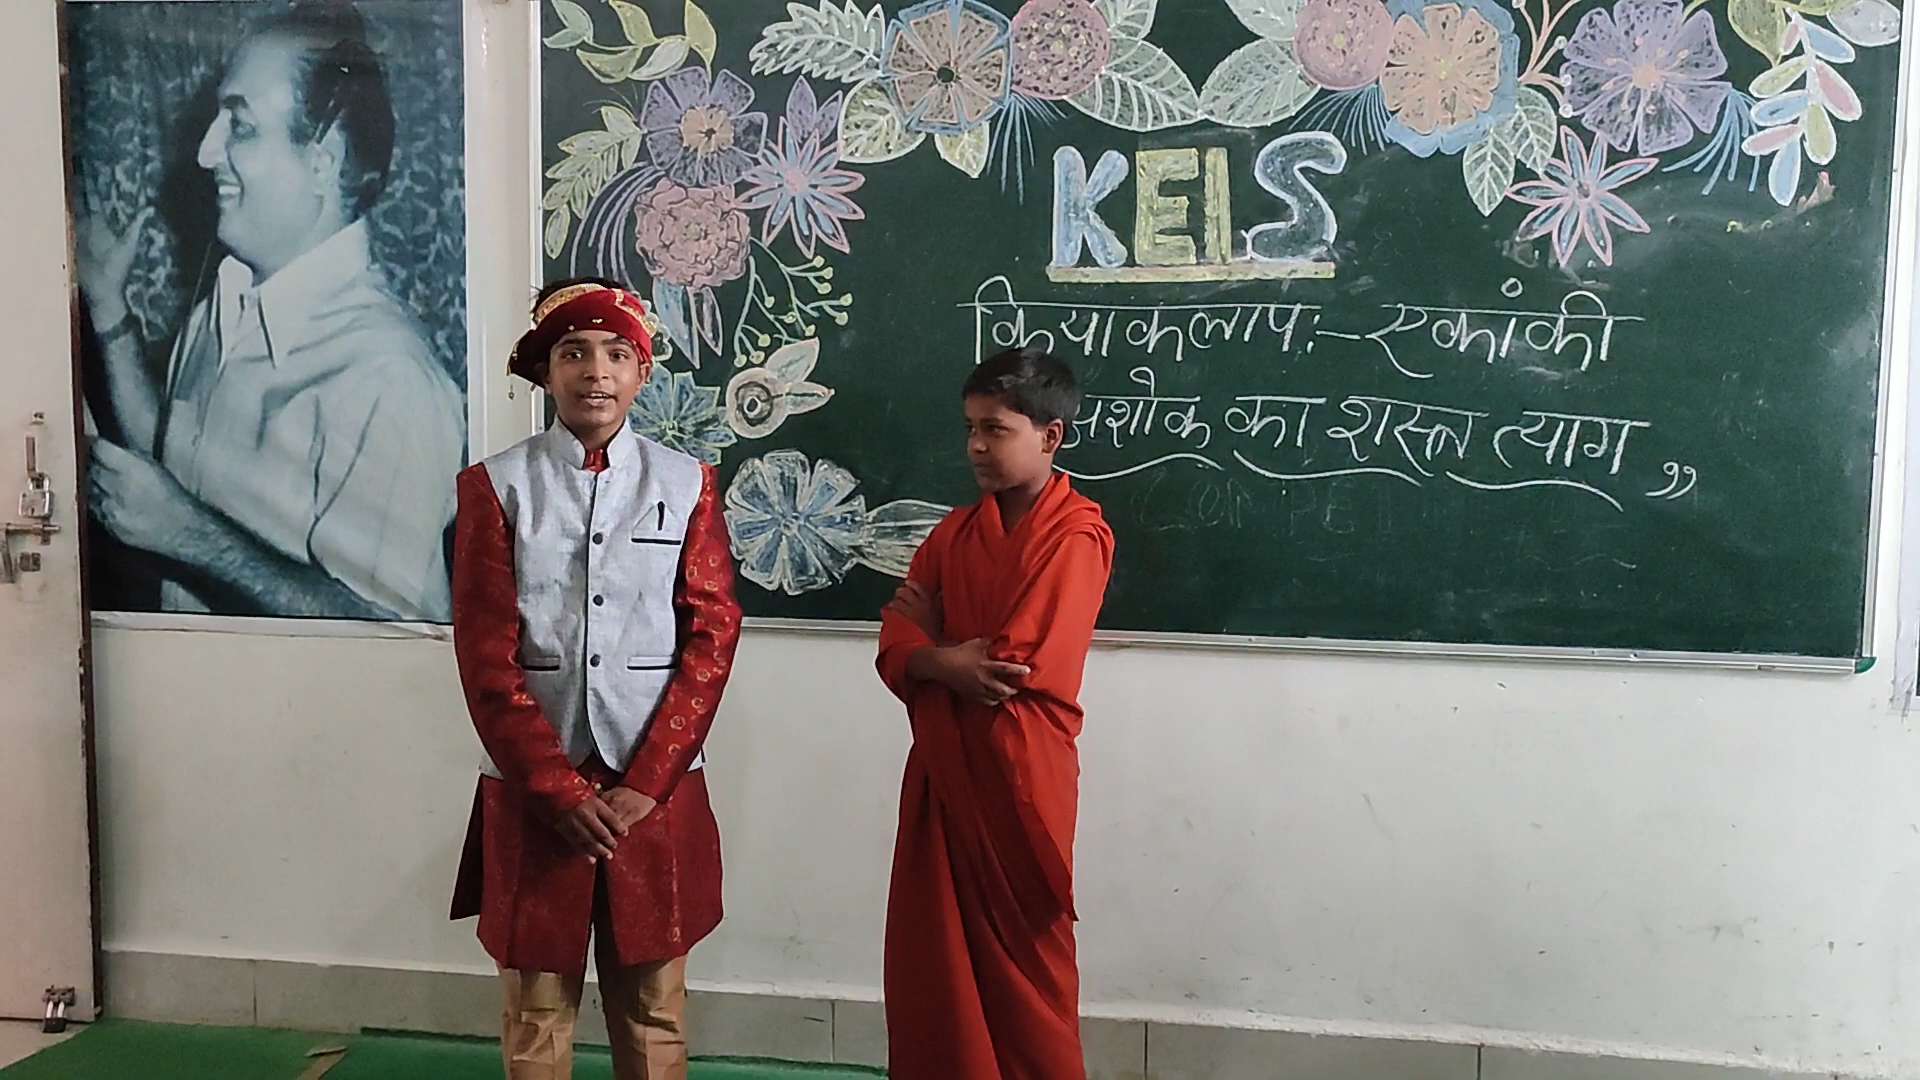 KEIS
क्रियाकलाप:- एकांकी
अशोक का शस्त्र त्याग ”